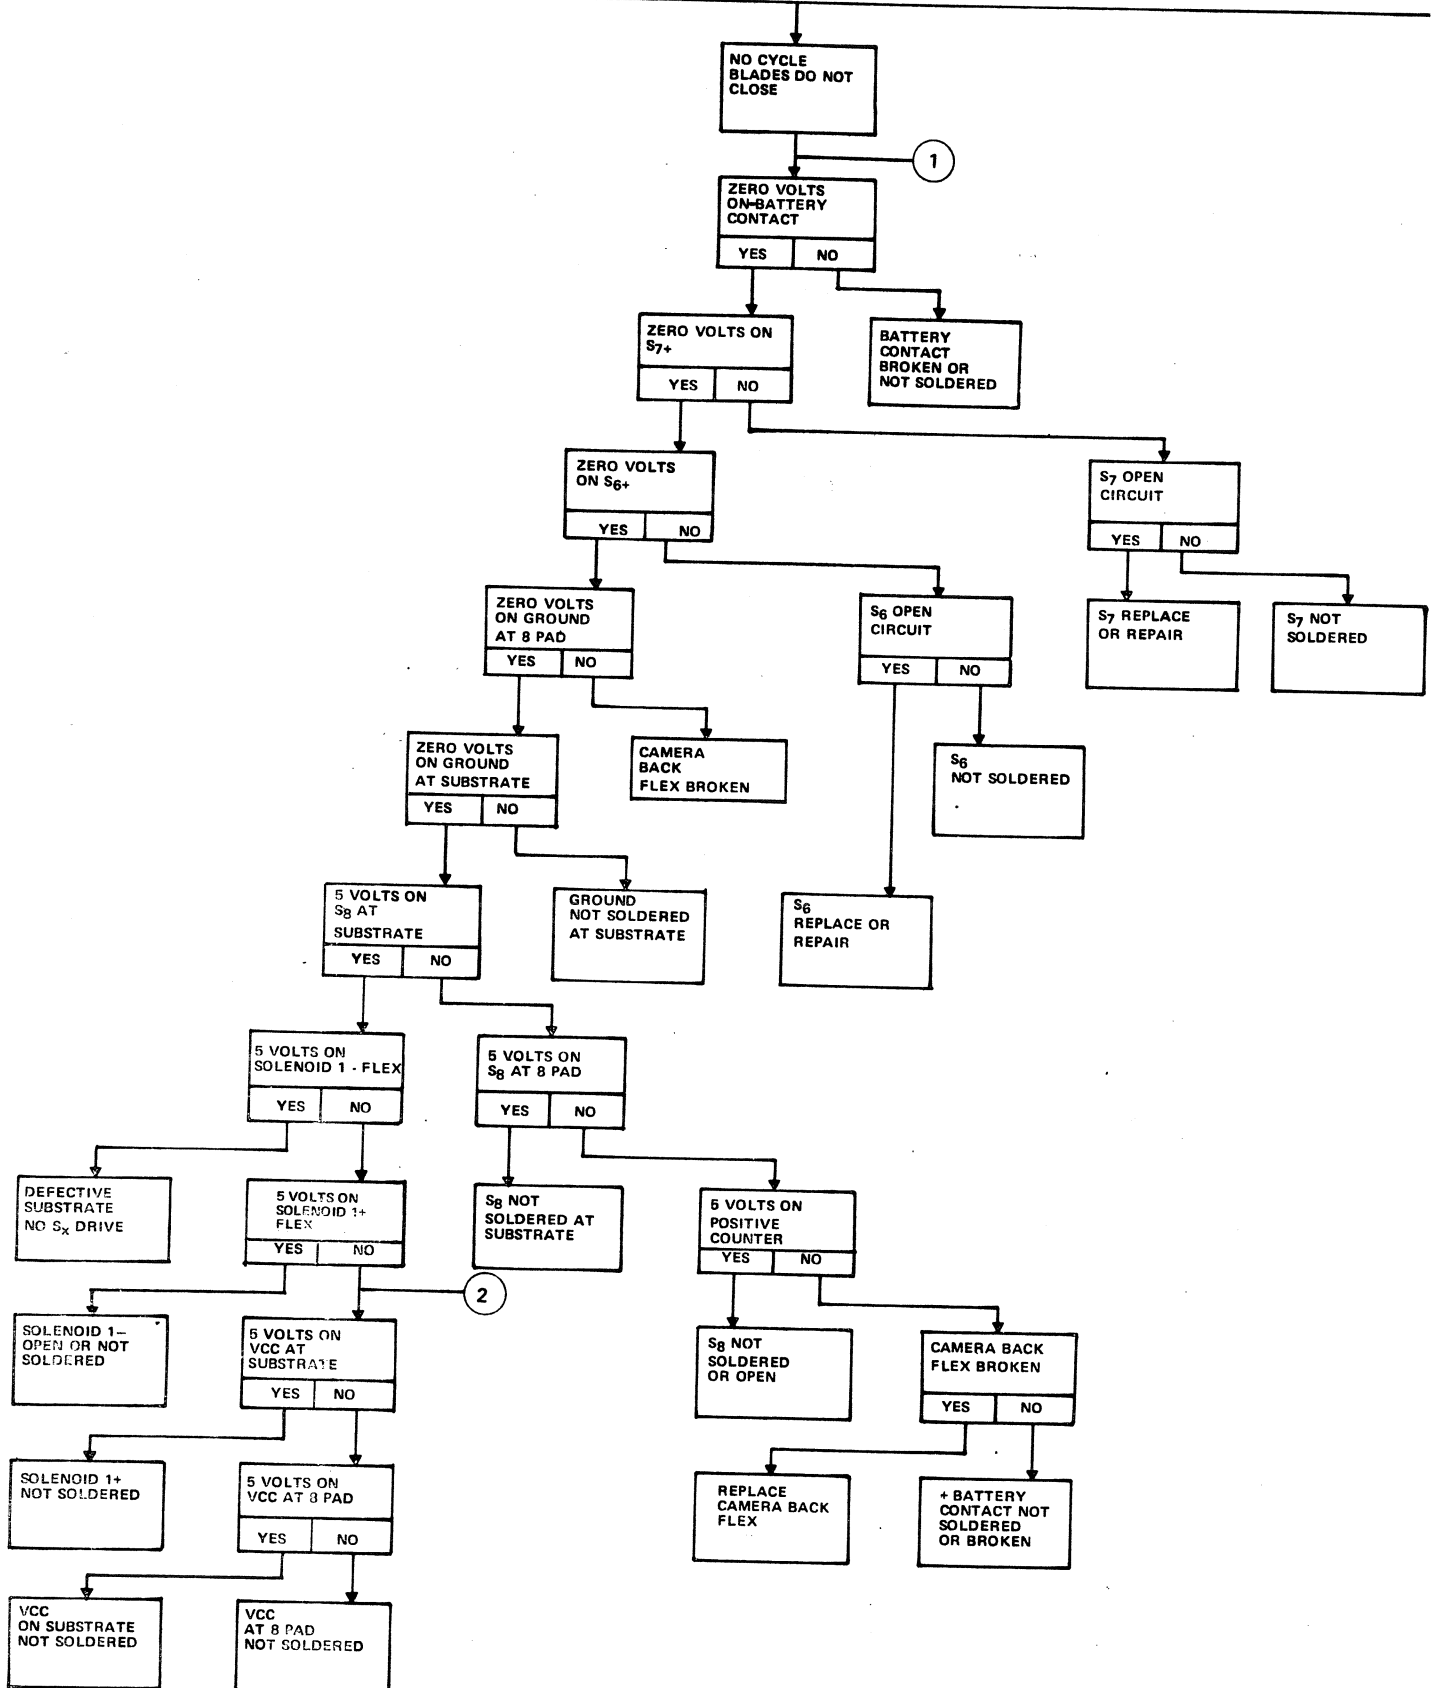 NO CYCLE
BLADES DO NOT
CLOSE
1
ZERO VOLTS
ON-BATTERY
CONTACT
YES NO
ZERO VOLTS ON
S7+
YES NO
BATTERY
CONTACT
BROKEN OR
NOT SOLDERED
ZERO VOLTS
ON S6+
YES NO
S7 OPEN
CIRCUIT
YES NO
ZERO VOLTS
ON GROUND
AT 8 PAD
YES NO
S6 OPEN
CIRCUIT
YES NO
S7 REPLACE
OR REPAIR
S7 NOT
SOLDERED
ZERO VOLTS
ON GROUND
AT SUBSTRATE
YES NO
CAMERA
BACK
FLEX BROKEN
S6
NOT SOLDERED
5 VOLTS ON
S8 AT
SUBSTRATE
YES NO
GROUND
NOT SOLDERED
AT SUBSTRATE
S6
REPLACE OR
REPAIR
5 VOLTS ON
SOLENOID 1 - FLEX
YES NO
5 VOLTS ON
S8 AT 8 PAD
YES NO
DEFECTIVE
SUBSTRATE
NO Sx DRIVE
5 VOLTS ON
SOLENOID 1+
FLEX
YES NO
S8 NOT
SOLDERED AT
SUBSTRATE
5 VOLTS ON
POSITIVE
COUNTER
YES NO
2
SOLENOID 1–
OPEN OR NOT
SOLDERED
5 VOLTS ON
VCC AT
SUBSTRATE
YES NO
S8 NOT
SOLDERED
OR OPEN
CAMERA BACK
FLEX BROKEN
YES NO
SOLENOID 1+
NOT SOLDERED
5 VOLTS ON
VCC AT 8 PAD
YES NO
REPLACE
CAMERA BACK
FLEX
+ BATTERY
CONTACT NOT
SOLDERED
OR BROKEN
VCC
ON SUBSTRATE
NOT SOLDERED
VCC
AT 8 PAD
NOT SOLDERED